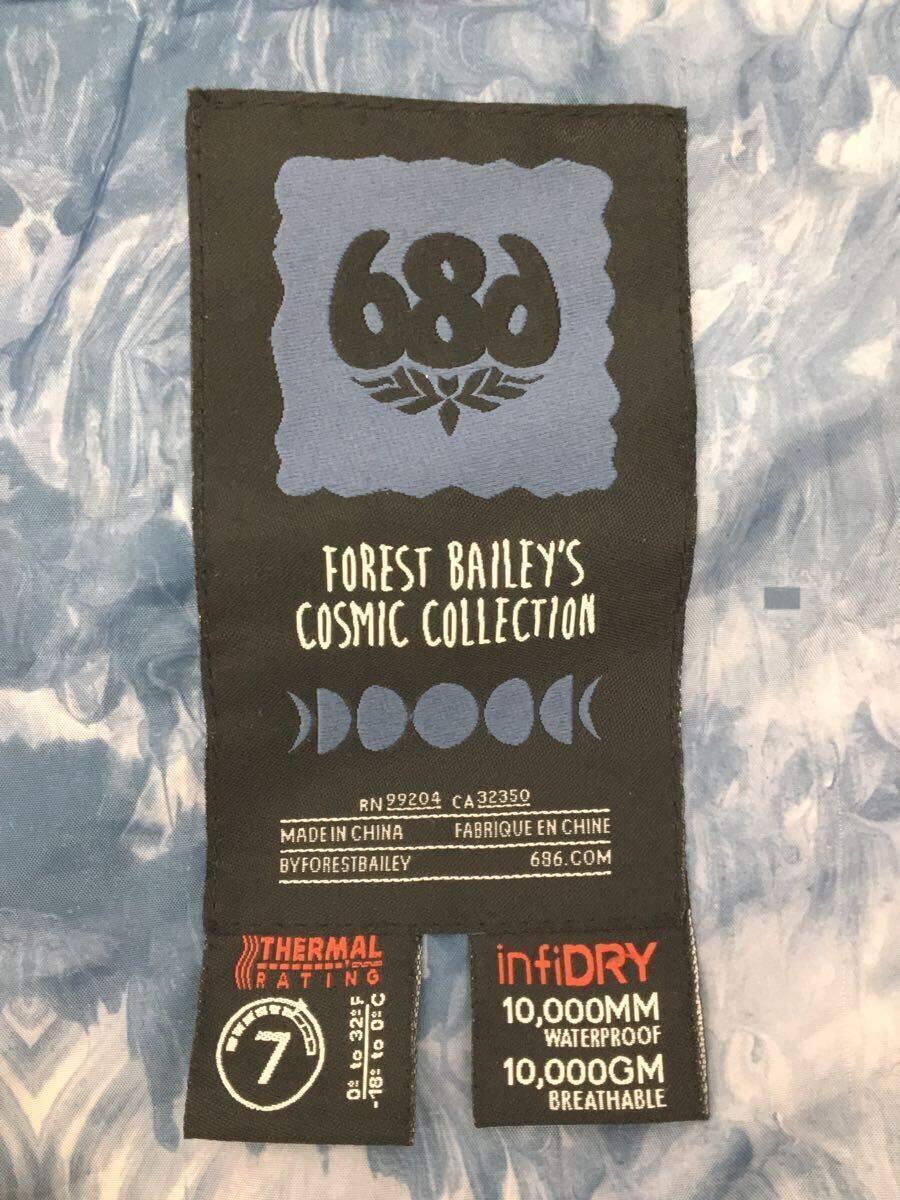 686
FOREST BAILEY'S
COSMIC COLLECTION
RN 99204 CA 32350
MADE IN CHINA FABRIQUE EN CHINE
BYFORESTBAILEY 686.COM
THERMAL
RATING
7
0° to 32°F
-18° to 0°C
infiDRY
10,000MM
WATERPROOF
10,000GM
BREATHABLE